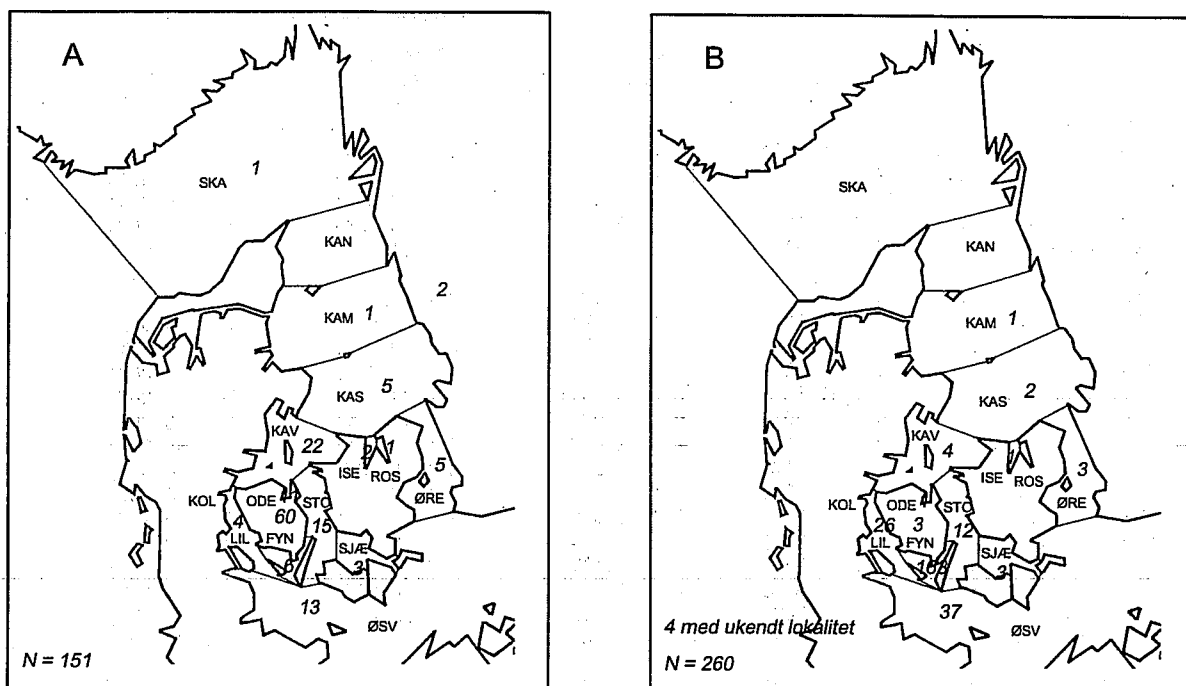 A
SKA 1
KAN
2
KAM 1
KAS 5
KAV 22
2 1
ISE ROS
5
KOL ODE STO ØRE
60
4 15
LIL FYN SJÆ
3
13
ØSV
N = 151
B
SKA
KAN
KAM 1
KAS 2
KAV 4
1
ISE ROS
3
KOL ODE 1 STO ØRE
26 3 12
LIL FYN SJÆ
163 3
37
4 med ukendt lokalitet
ØSV
N = 260